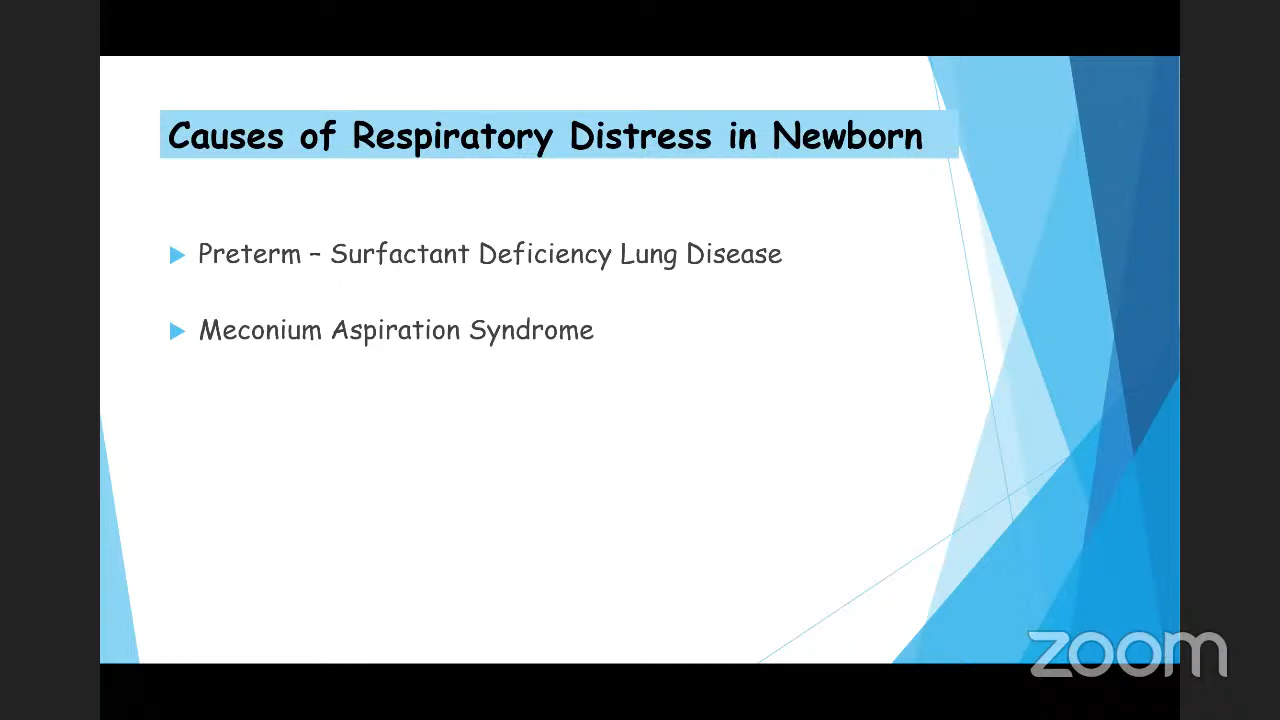 Causes of Respiratory Distress in Newborn
Preterm – Surfactant Deficiency Lung Disease
Meconium Aspiration Syndrome
zoom